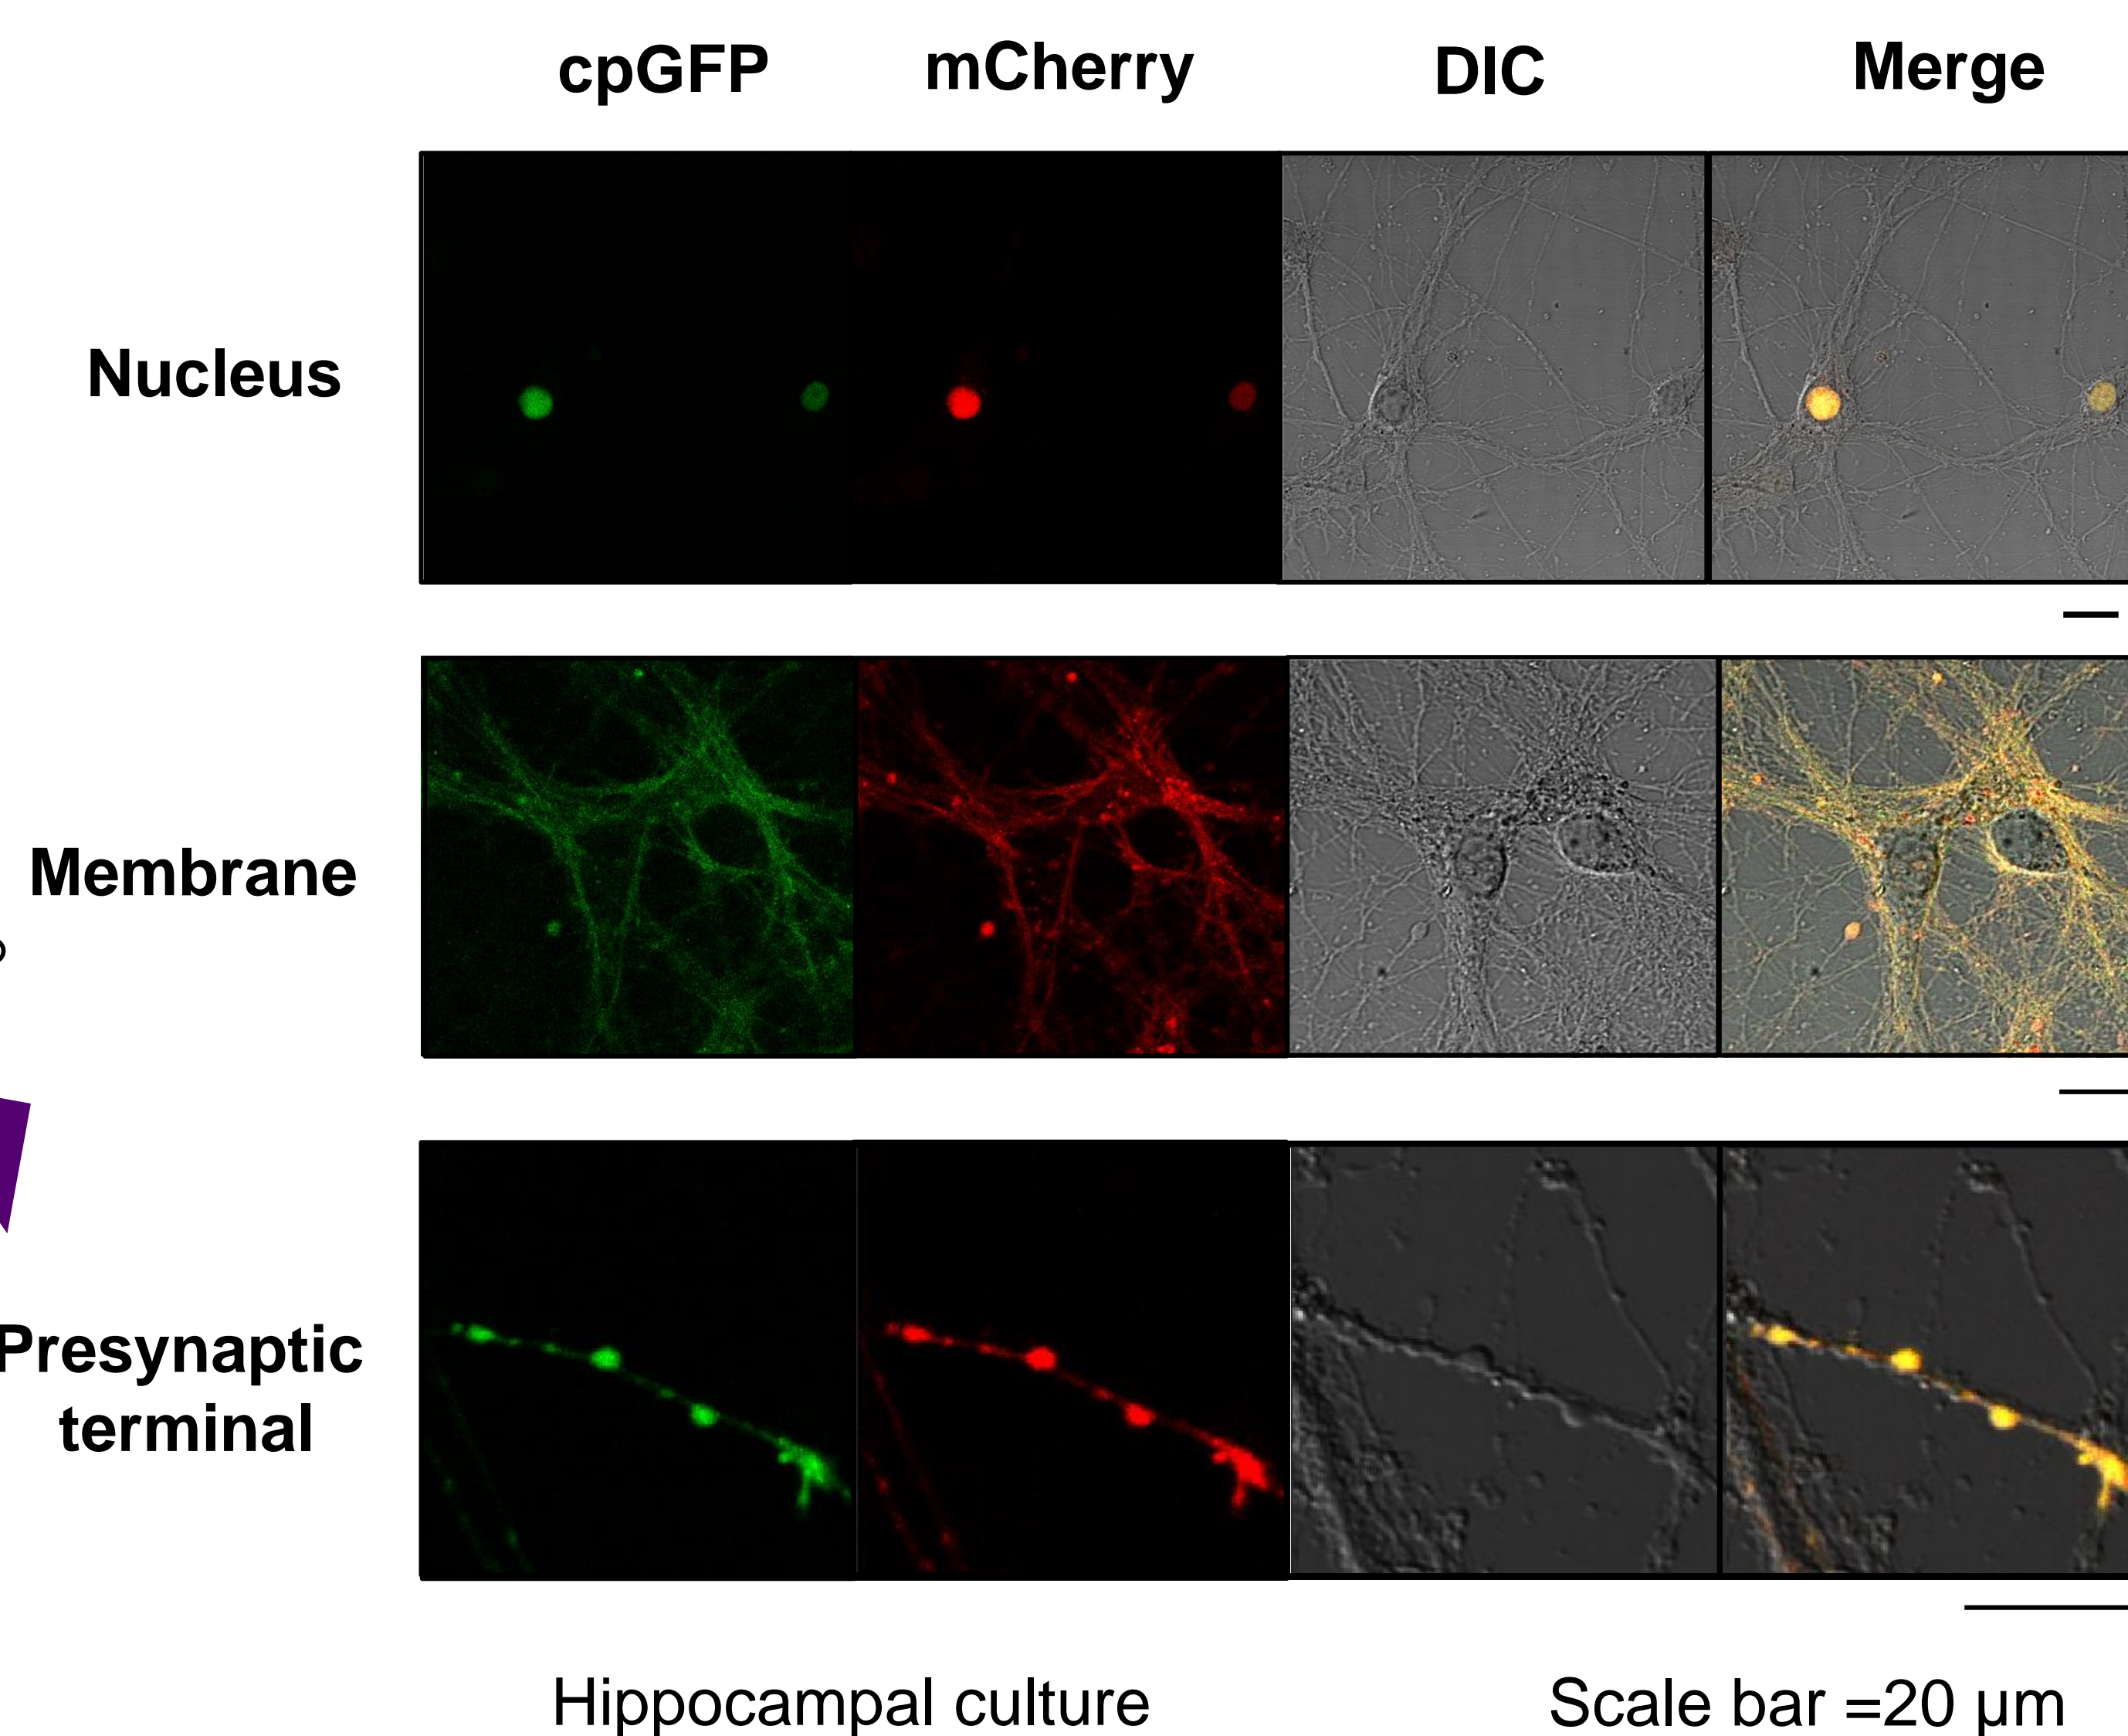 cpGFP mCherry DIC Merge
Nucleus
Membrane
Presynaptic
terminal
Hippocampal culture Scale bar =20 µm